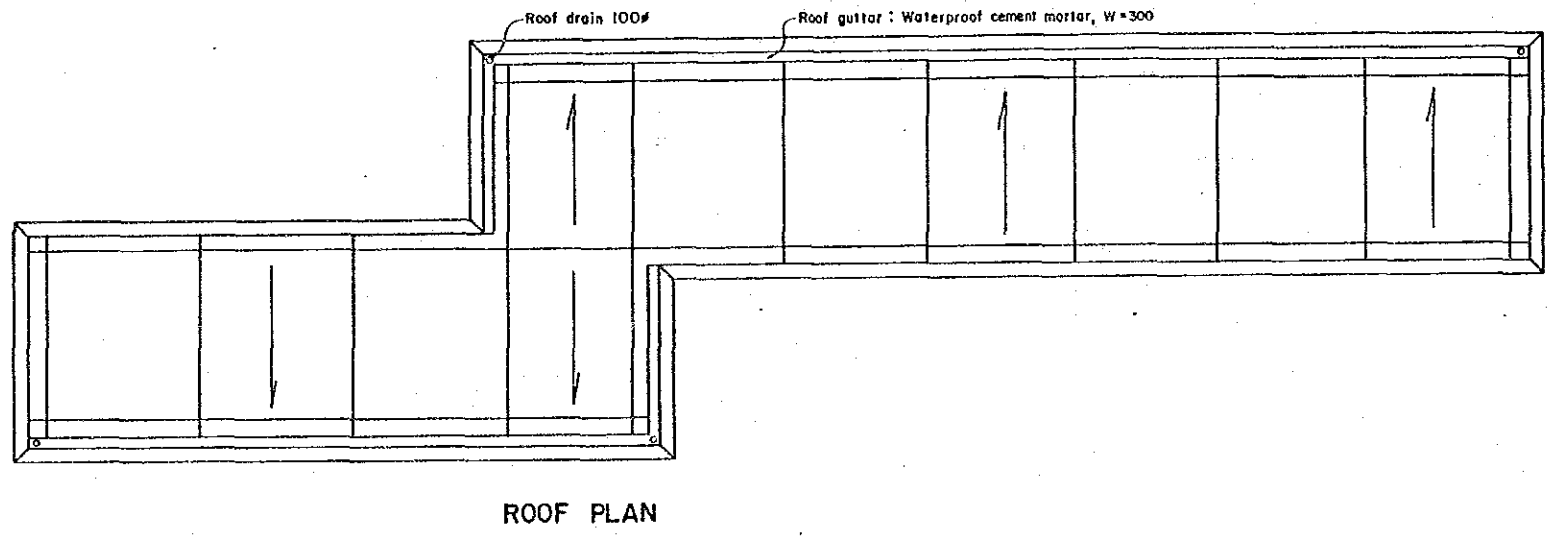 Roof drain 100ø
Roof guttar : Waterproof cement mortar, W=300
ROOF PLAN